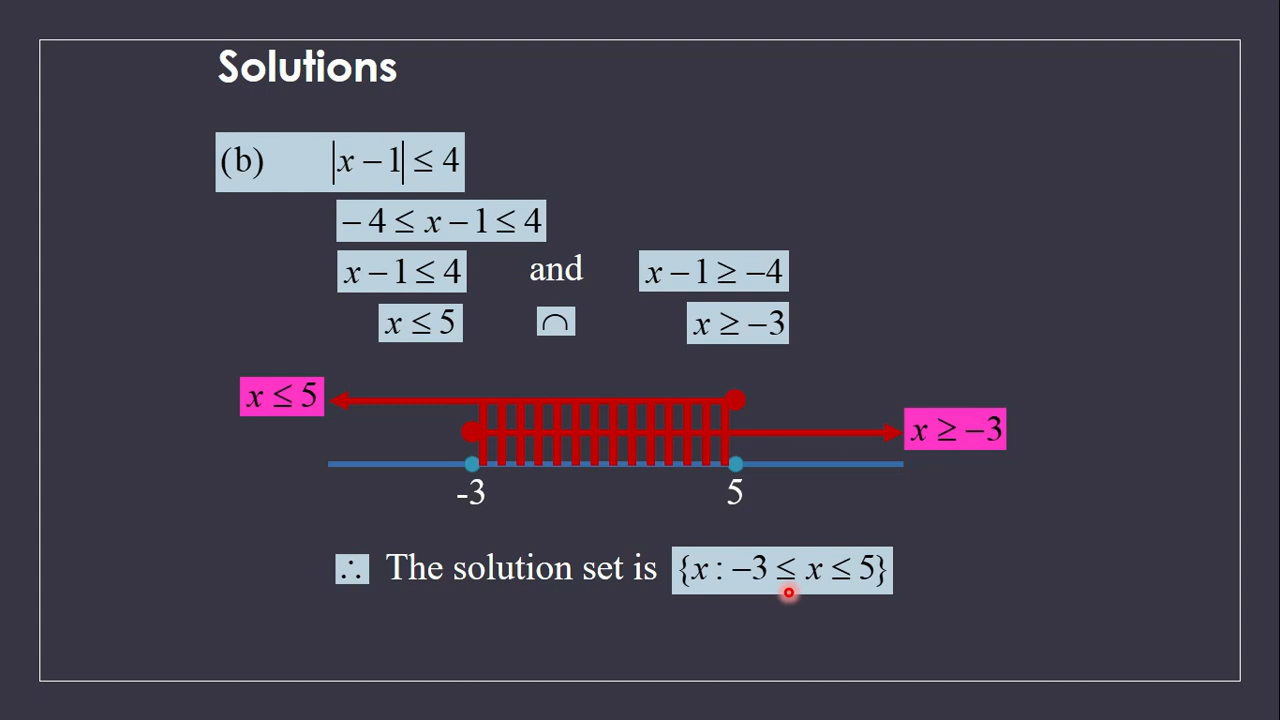 Solutions
(b) |x − 1| ≤ 4
− 4 ≤ x − 1 ≤ 4
x − 1 ≤ 4 and x − 1 ≥ −4
x ≤ 5 ∩ x ≥ −3
x ≤ 5
x ≥ −3
-3 5
∴ The solution set is {x : −3 ≤ x ≤ 5}